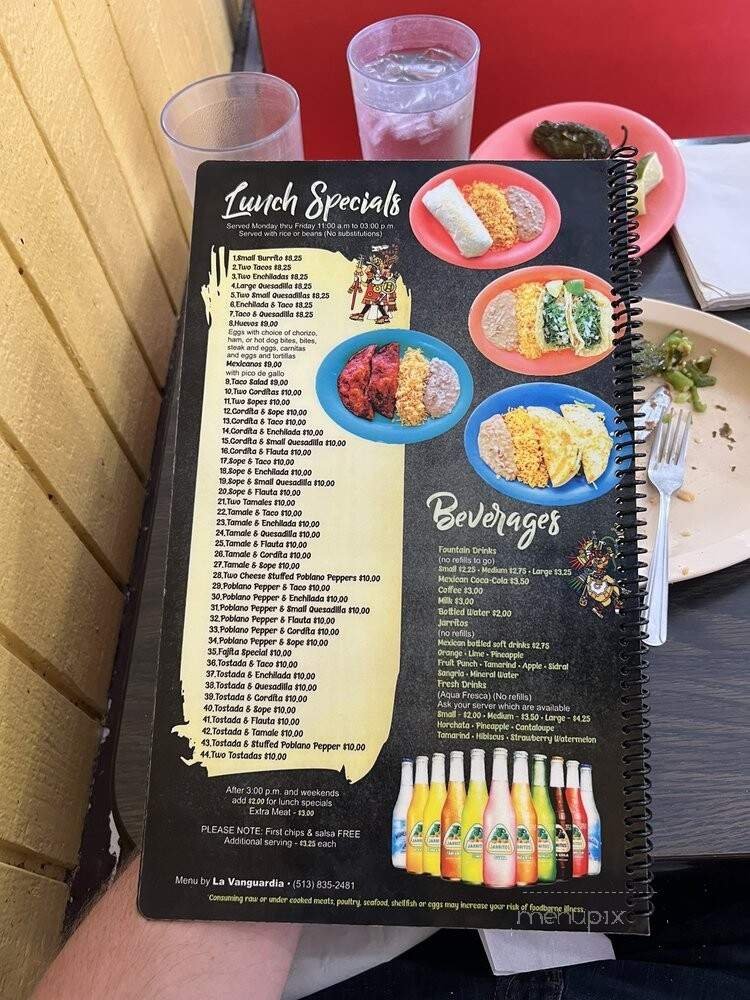 Lunch Specials
Served Monday thru Friday 11:00 a.m to 03:00 p.m
Served with rice or beans (No substitutions)
1.Small Burrito $8,25
2.Two Tacos $8,25
3.Two Enchiladas $8,25
4.Large Quesadilla $8,25
5.Two Small Quesadillas $8,25
6.Enchilada & Taco $8,25
7.Taco & Quesadilla $8,25
8.Huevos $9,00
Eggs with choice of chorizo,
ham, or hot dog bites, bites,
steak and eggs, carnitas
and eggs and tortillas
Mexicanos $9,00
with pico de gallo
9.Taco Salad $9,00
10.Two Corditas $10,00
11.Two Sopes $10,00
12.Cordita & Sope $10,00
13.Cordita & Taco $10,00
14.Cordita & Enchilada $10,00
15.Cordita & Small Quesadilla $10,00
16.Cordita & Flauta $10,00
17.Sope & Taco $10,00
18.Sope & Enchilada $10,00
19.Sope & Small Quesadilla $10,00
20.Sope & Flauta $10,00
21.Two Tamales $10,00
22.Tamale & Taco $10,00
23.Tamale & Enchilada $10,00
24.Tamale & Quesadilla $10,00
25.Tamale & Flauta $10,00
26.Tamale & Cordita $10,00
27.Tamale & Sope $10,00
28.Two Cheese Stuffed Poblano Peppers $10,00
29.Poblano Pepper & Taco $10,00
30.Poblano Pepper & Enchilada $10,00
31.Poblano Pepper & Small Quesadilla $10,00
32.Poblano Pepper & Flauta $10,00
33.Poblano Pepper & Cordita $10,00
34.Poblano Pepper & Sope $10,00
35.Fajita Special $10,00
36.Tostada & Taco $10,00
37.Tostada & Enchilada $10,00
38.Tostada & Quesadilla $10,00
39.Tostada & Cordita $10,00
40.Tostada & Sope $10,00
41.Tostada & Flauta $10,00
42.Tostada & Tamale $10,00
43.Tostada & Stuffed Poblano Pepper $10,00
44.Two Tostadas $10,00
After 3:00 p.m. and weekends
add $2.00 for lunch specials
Extra Meat - $3.00
PLEASE NOTE: First chips & salsa FREE
Additional serving - $3,25 each
Menu by La Vanguardia • (513) 835-2481
Beverages
Fountain Drinks
(no refills to go)
Small $2.25 • Medium $2,75 • Large $3,25
Mexican Coca-Cola $3,50
Coffee $3,00
Milk $3,00
Bottled Water $2,00
Jarritos
(no refills)
Mexican bottled soft drinks $2,75
Orange • Lime • Pineapple
Fruit Punch • Tamarind • Apple • Sidral
Sangria • Mineral Water
Fresh Drinks
(Aqua Fresca) (No refills)
Ask your server which are available
Small - $2,00 • Medium - $3,50 • Large - $4,25
Horchata • Pineapple • Cantaloupe
Tamarind • Hibiscus • Strawberry Watermelon
JARRITOS
JARRITOS
JARRITOS
JARRITOS
JARRITOS
JARRITOS
JARRITOS
*Consuming raw or under cooked meats, poultry, seafood, shellfish or eggs may increase your risk of foodborne illness.
menupix